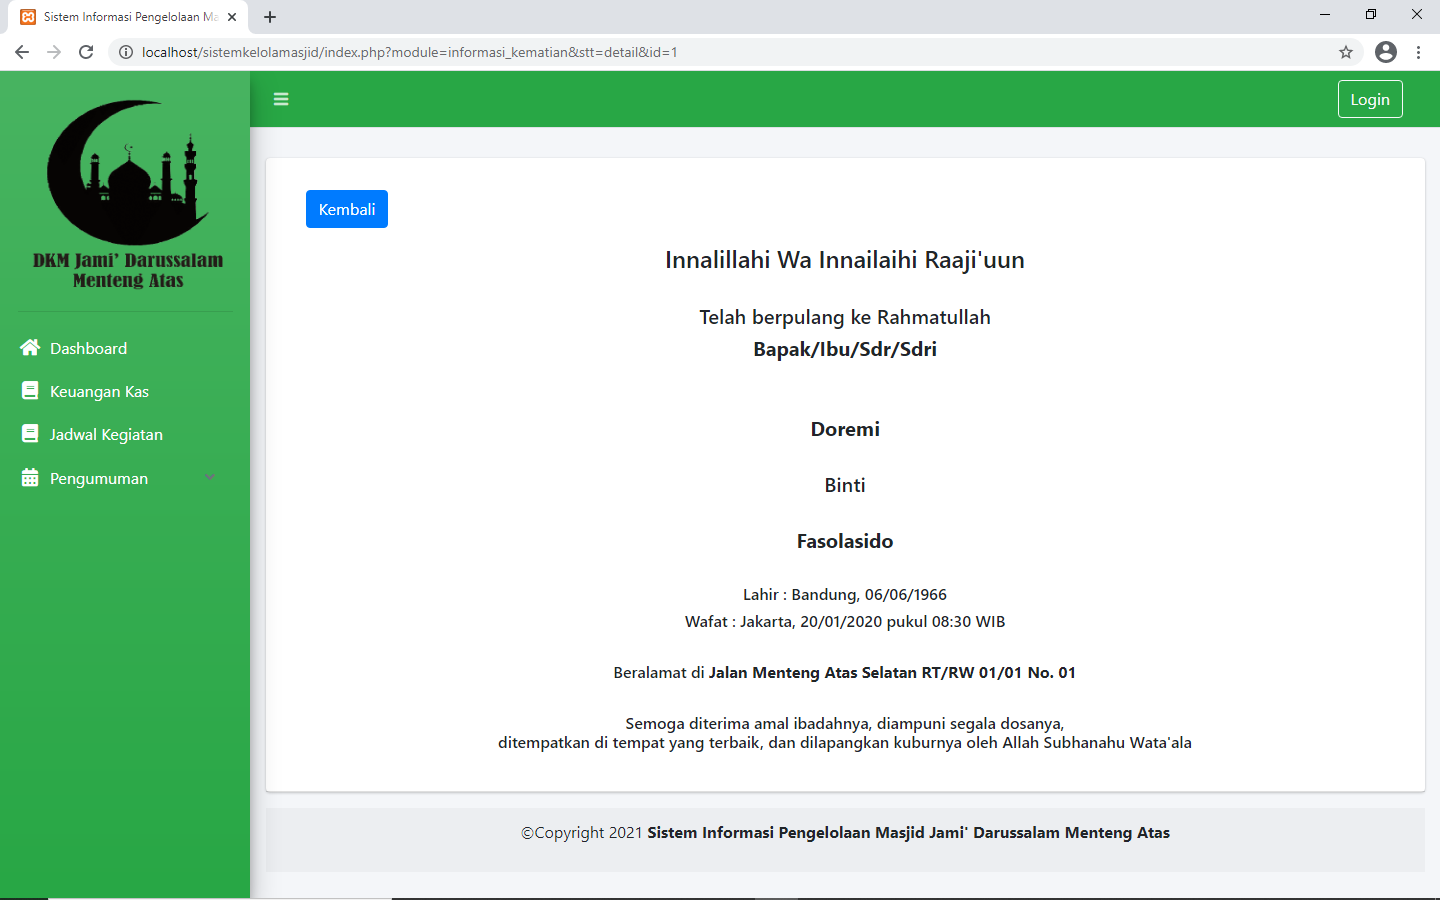 Sistem Informasi Pengelolaan Ma
localhost/sistemkelolamasjid/index.php?module=informasi_kematian&stt=detail&id=1
DKM Jami' Darussalam
Menteng Atas
Dashboard
Keuangan Kas
Jadwal Kegiatan
Pengumuman
Login
Kembali
Innalillahi Wa Innailaihi Raaji'uun
Telah berpulang ke Rahmatullah
Bapak/Ibu/Sdr/Sdri
Doremi
Binti
Fasolasido
Lahir : Bandung, 06/06/1966
Wafat : Jakarta, 20/01/2020 pukul 08:30 WIB
Beralamat di Jalan Menteng Atas Selatan RT/RW 01/01 No. 01
Semoga diterima amal ibadahnya, diampuni segala dosanya,
ditempatkan di tempat yang terbaik, dan dilapangkan kuburnya oleh Allah Subhanahu Wata'ala
©Copyright 2021 Sistem Informasi Pengelolaan Masjid Jami' Darussalam Menteng Atas